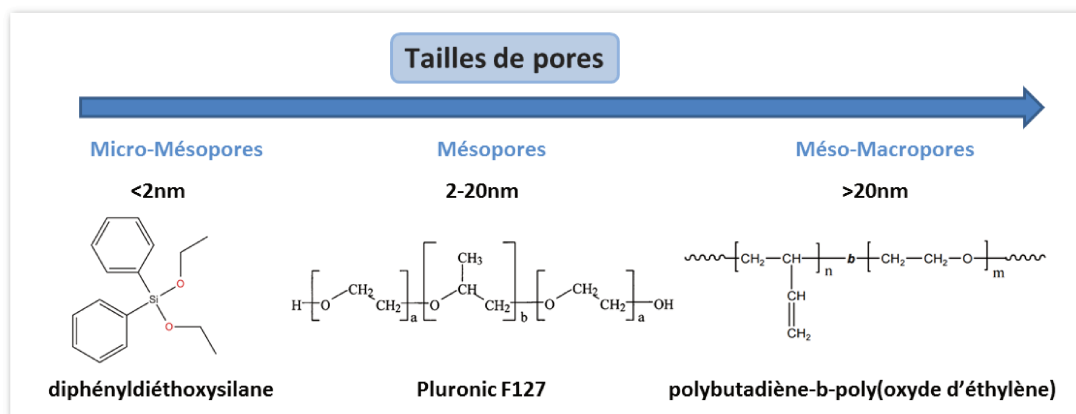 Tailles de pores
Micro-Mésopores
Mésopores
Méso-Macropores
<2nm
2-20nm
>20nm
Si
O
O
H
O
CH2
CH2
a
O
CH3
CH
CH2
b
O
CH2
CH2
a
OH
CH2
CH
n
b
CH2
CH2
O
m
CH
CH2
diphényldiéthoxysilane
Pluronic F127
polybutadiène-b-poly(oxyde d'éthylène)